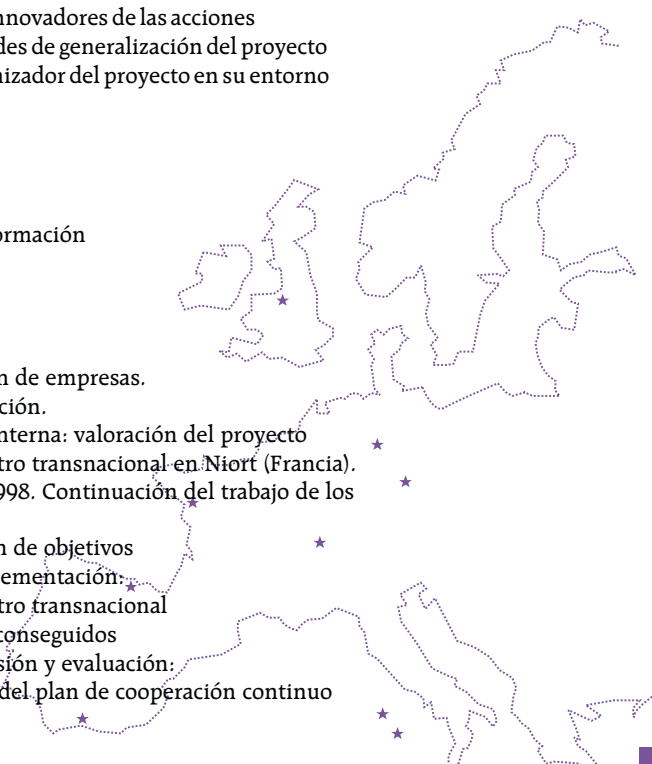 nnovadores de las acciones
des de generalización del proyecto
nizador del proyecto en su entorno
ormación
n de empresas.
ción.
nterna: valoración del proyecto
tro transnacional en Niort (Francia).
998. Continuación del trabajo de los
n de objetivos
ementación:
tro transnacional
conseguidos
sión y evaluación:
del plan de cooperación continuo